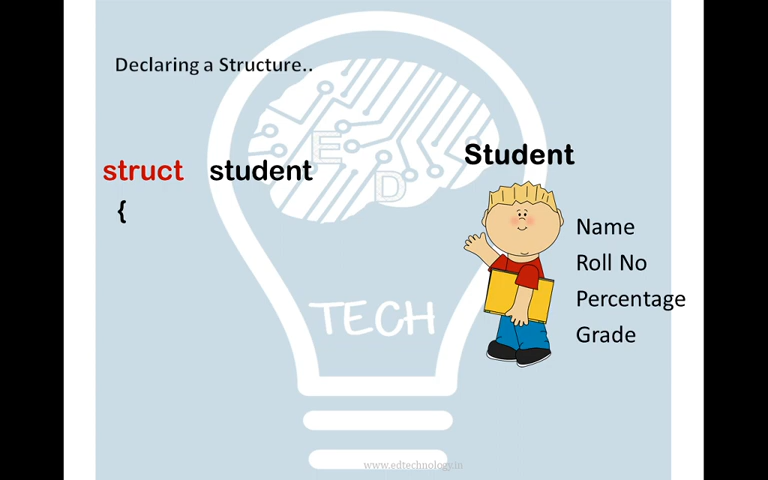 Declaring a Structure..
struct student
{
Student
Name
Roll No
Percentage
Grade
E
D
TECH
www.edtechnology.in